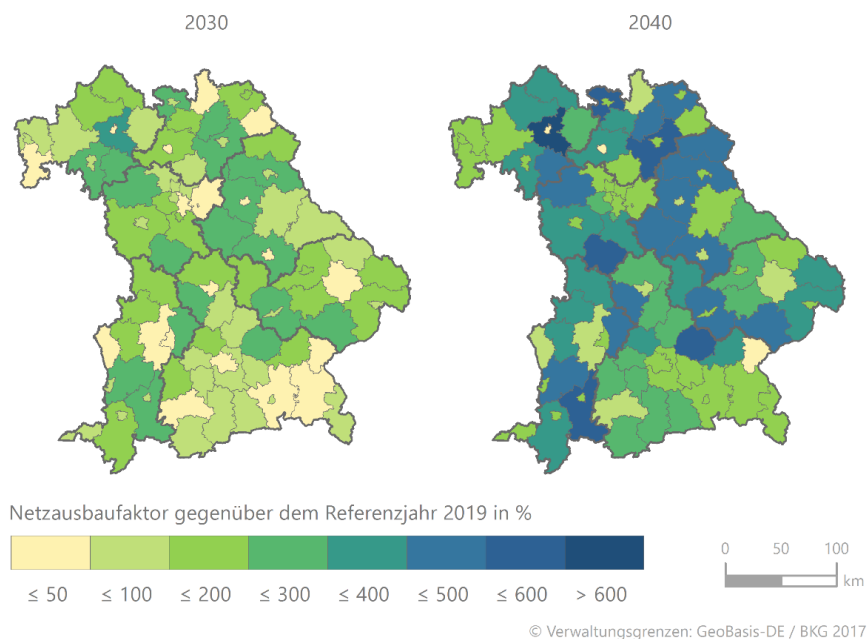 2030
2040
Netzausbaufaktor gegenüber dem Referenzjahr 2019 in %
≤ 50 ≤ 100 ≤ 200 ≤ 300 ≤ 400 ≤ 500 ≤ 600 > 600
0 50 100
km
© Verwaltungsgrenzen: GeoBasis-DE / BKG 2017